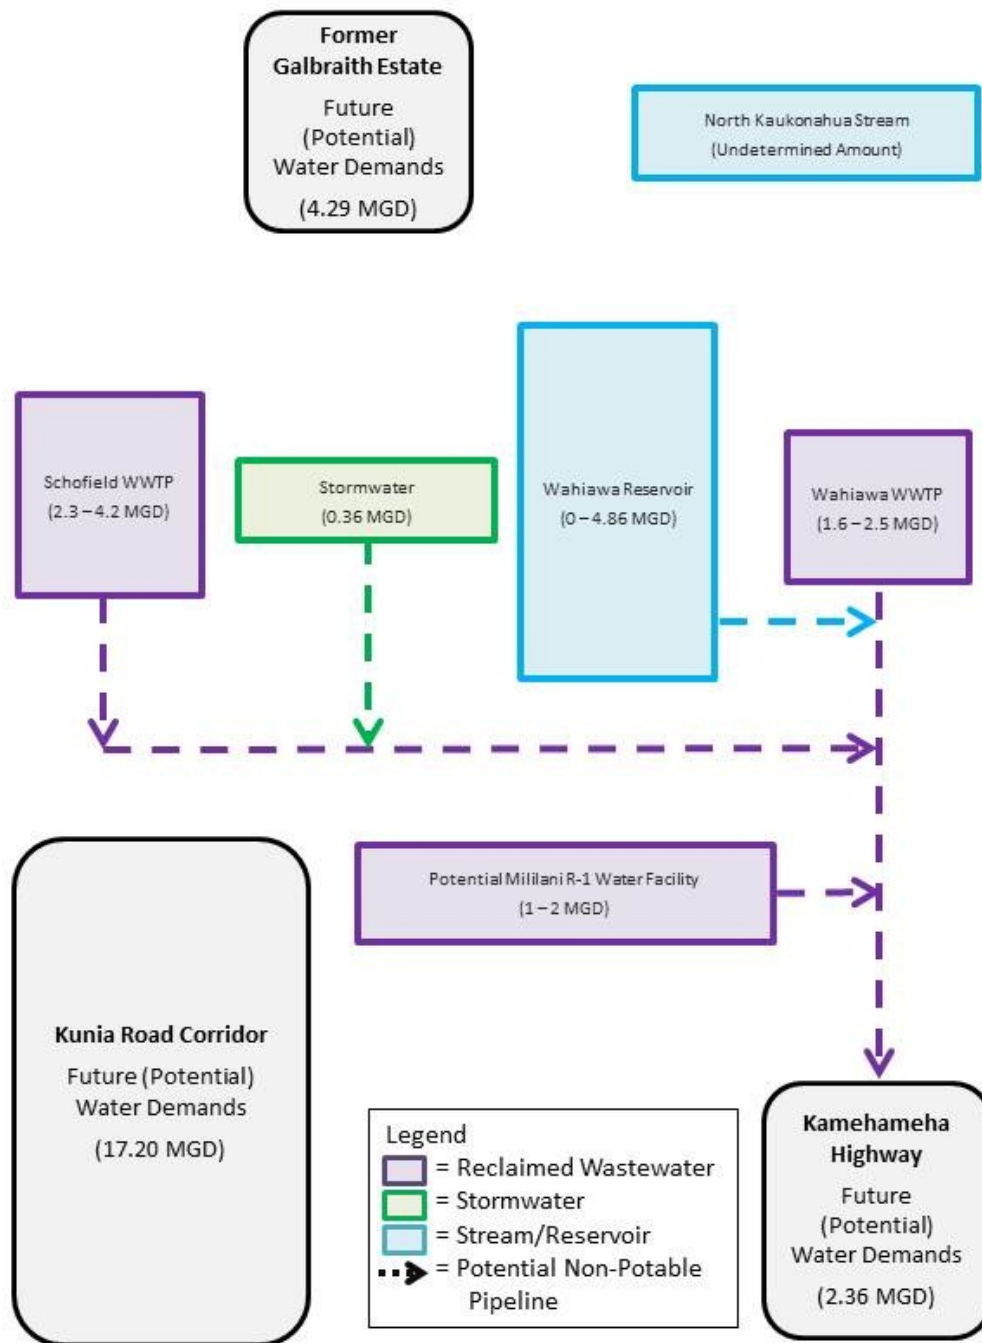 Former
Galbraith Estate
Future
(Potential)
Water Demands
(4.29 MGD)
North Kaukonahua Stream
(Undetermined Amount)
Schofield WWTP
(2.3 – 4.2 MGD)
Stormwater
(0.36 MGD)
Wahiawa Reservoir
(0 – 4.86 MGD)
Wahiawa WWTP
(1.6 – 2.5 MGD)
Potential Mililani R-1 Water Facility
(1 – 2 MGD)
Kunia Road Corridor
Future (Potential)
Water Demands
(17.20 MGD)
Legend
= Reclaimed Wastewater
= Stormwater
= Stream/Reservoir
= Potential Non-Potable
Pipeline
Kamehameha
Highway
Future
(Potential)
Water Demands
(2.36 MGD)